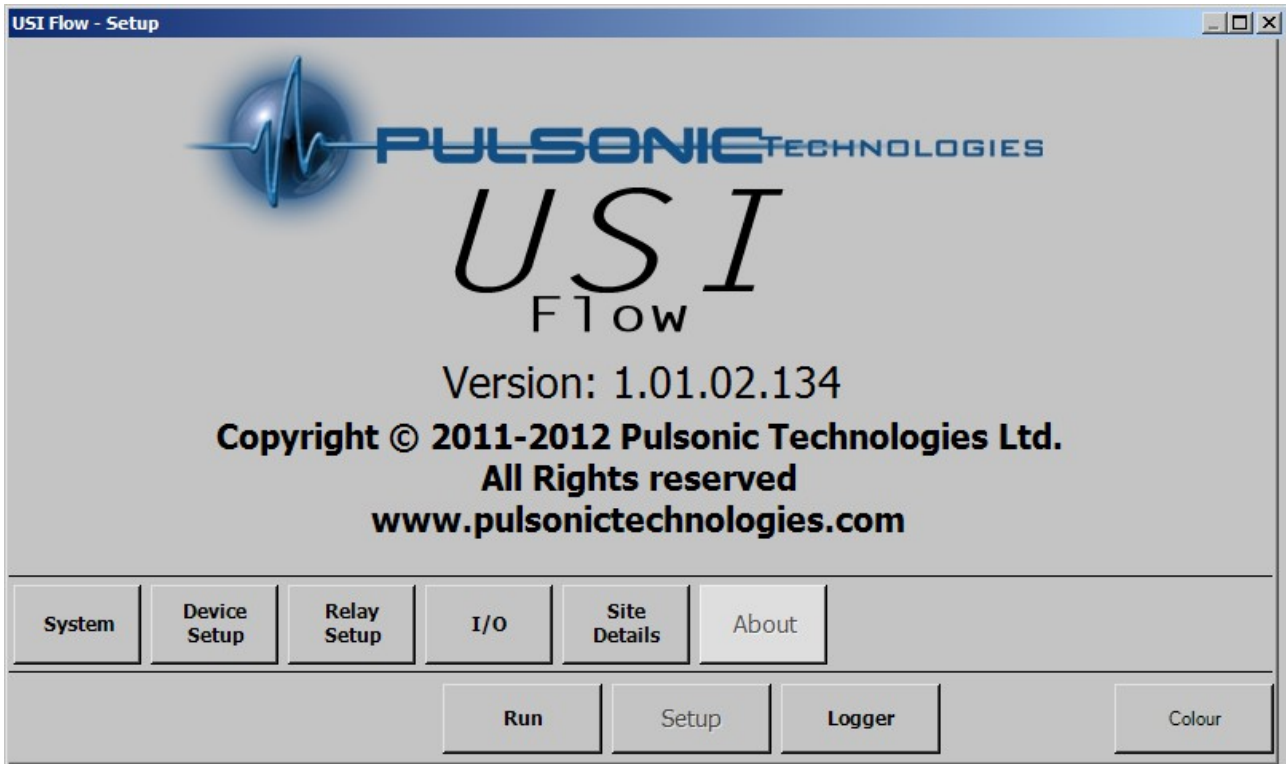 USI Flow - Setup
PULSONIC TECHNOLOGIES
USI
Flow
Version: 1.01.02.134
Copyright © 2011-2012 Pulsonic Technologies Ltd.
All Rights reserved
www.pulsonictechnologies.com
System
Device
Setup
Relay
Setup
I/O
Site
Details
About
Run
Setup
Logger
Colour